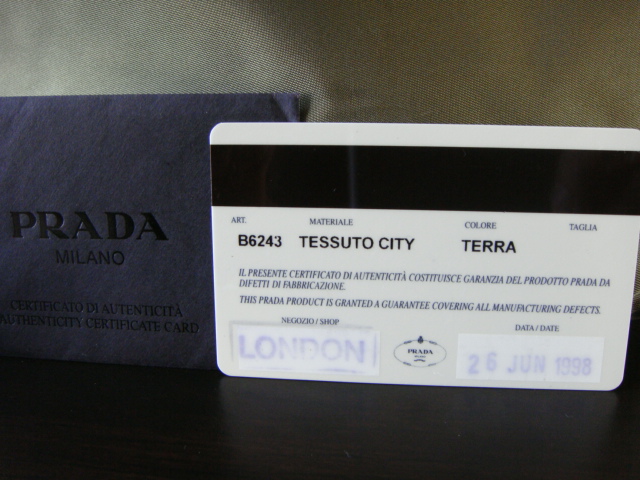 PRADA
MILANO
CERTIFICATO DI AUTENTICITÀ
AUTHENTICITY CERTIFICATE CARD
ART. MATERIALE COLORE TAGLIA
B6243 TESSUTO CITY TERRA
IL PRESENTE CERTIFICATO DI AUTENTICITÀ COSTITUISCE GARANZIA DEL PRODOTTO PRADA DA
DIFETTI DI FABBRICAZIONE.
THIS PRADA PRODUCT IS GRANTED A GUARANTEE COVERING ALL MANUFACTURING DEFECTS.
NEGOZIO / SHOP DATA / DATE
LONDON PRADA 26 JUN 1998